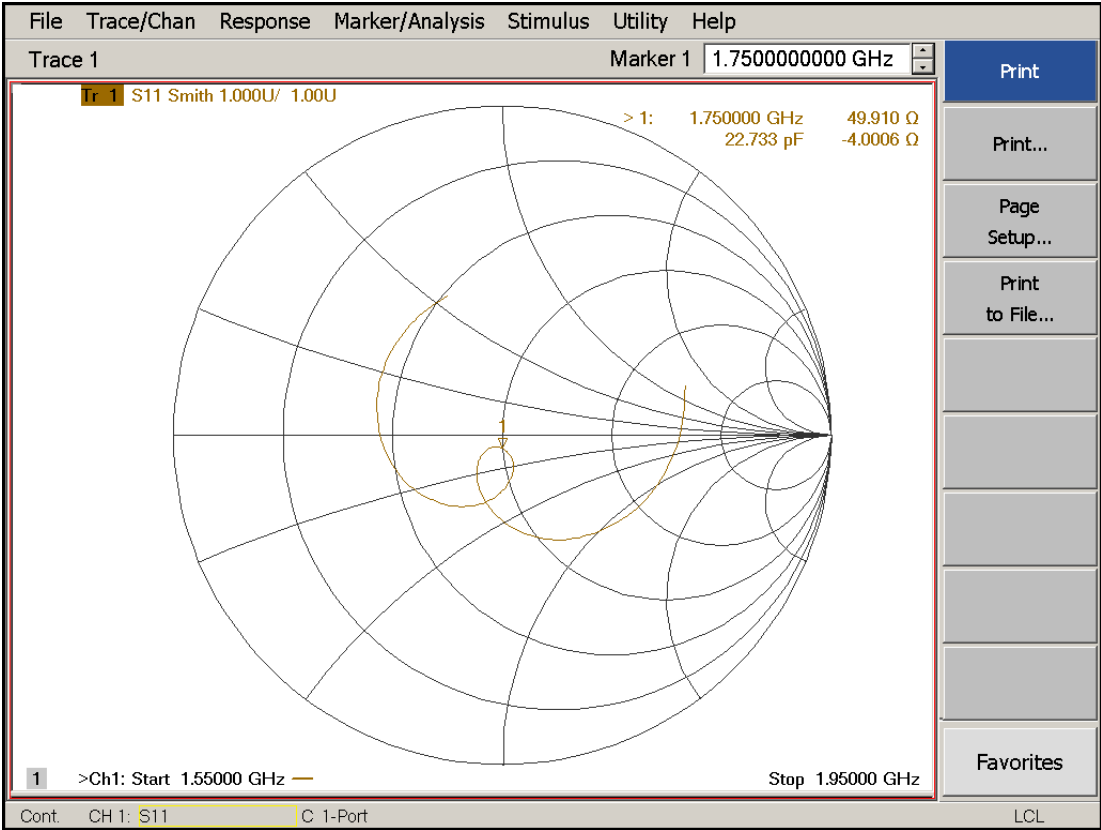 File Trace/Chan Response Marker/Analysis Stimulus Utility Help
Trace 1 Marker 1 1.7500000000 GHz
Tr 1 S11 Smith 1.000U/ 1.00U
> 1: 1.750000 GHz 49.910 Ω
22.733 pF -4.0006 Ω
1
1 >Ch1: Start 1.55000 GHz Stop 1.95000 GHz
Cont. CH 1: S11 C 1-Port LCL
Print
Print...
Page
Setup...
Print
to File...
Favorites